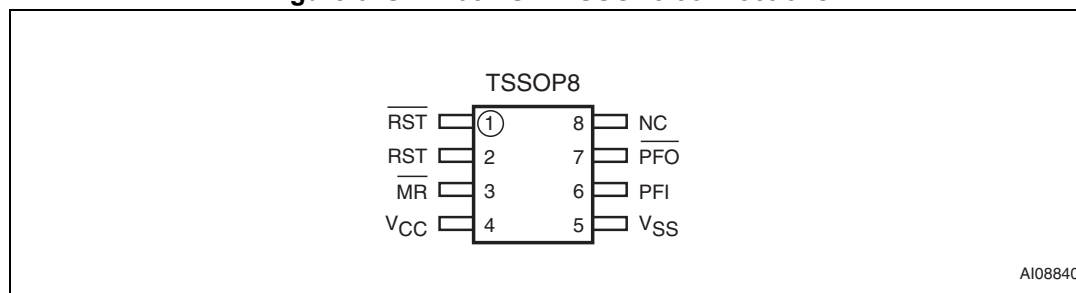 TSSOP8
RST 1 8 NC
RST 2 7 PFO
MR 3 6 PFI
VCC 4 5 VSS
AI08840